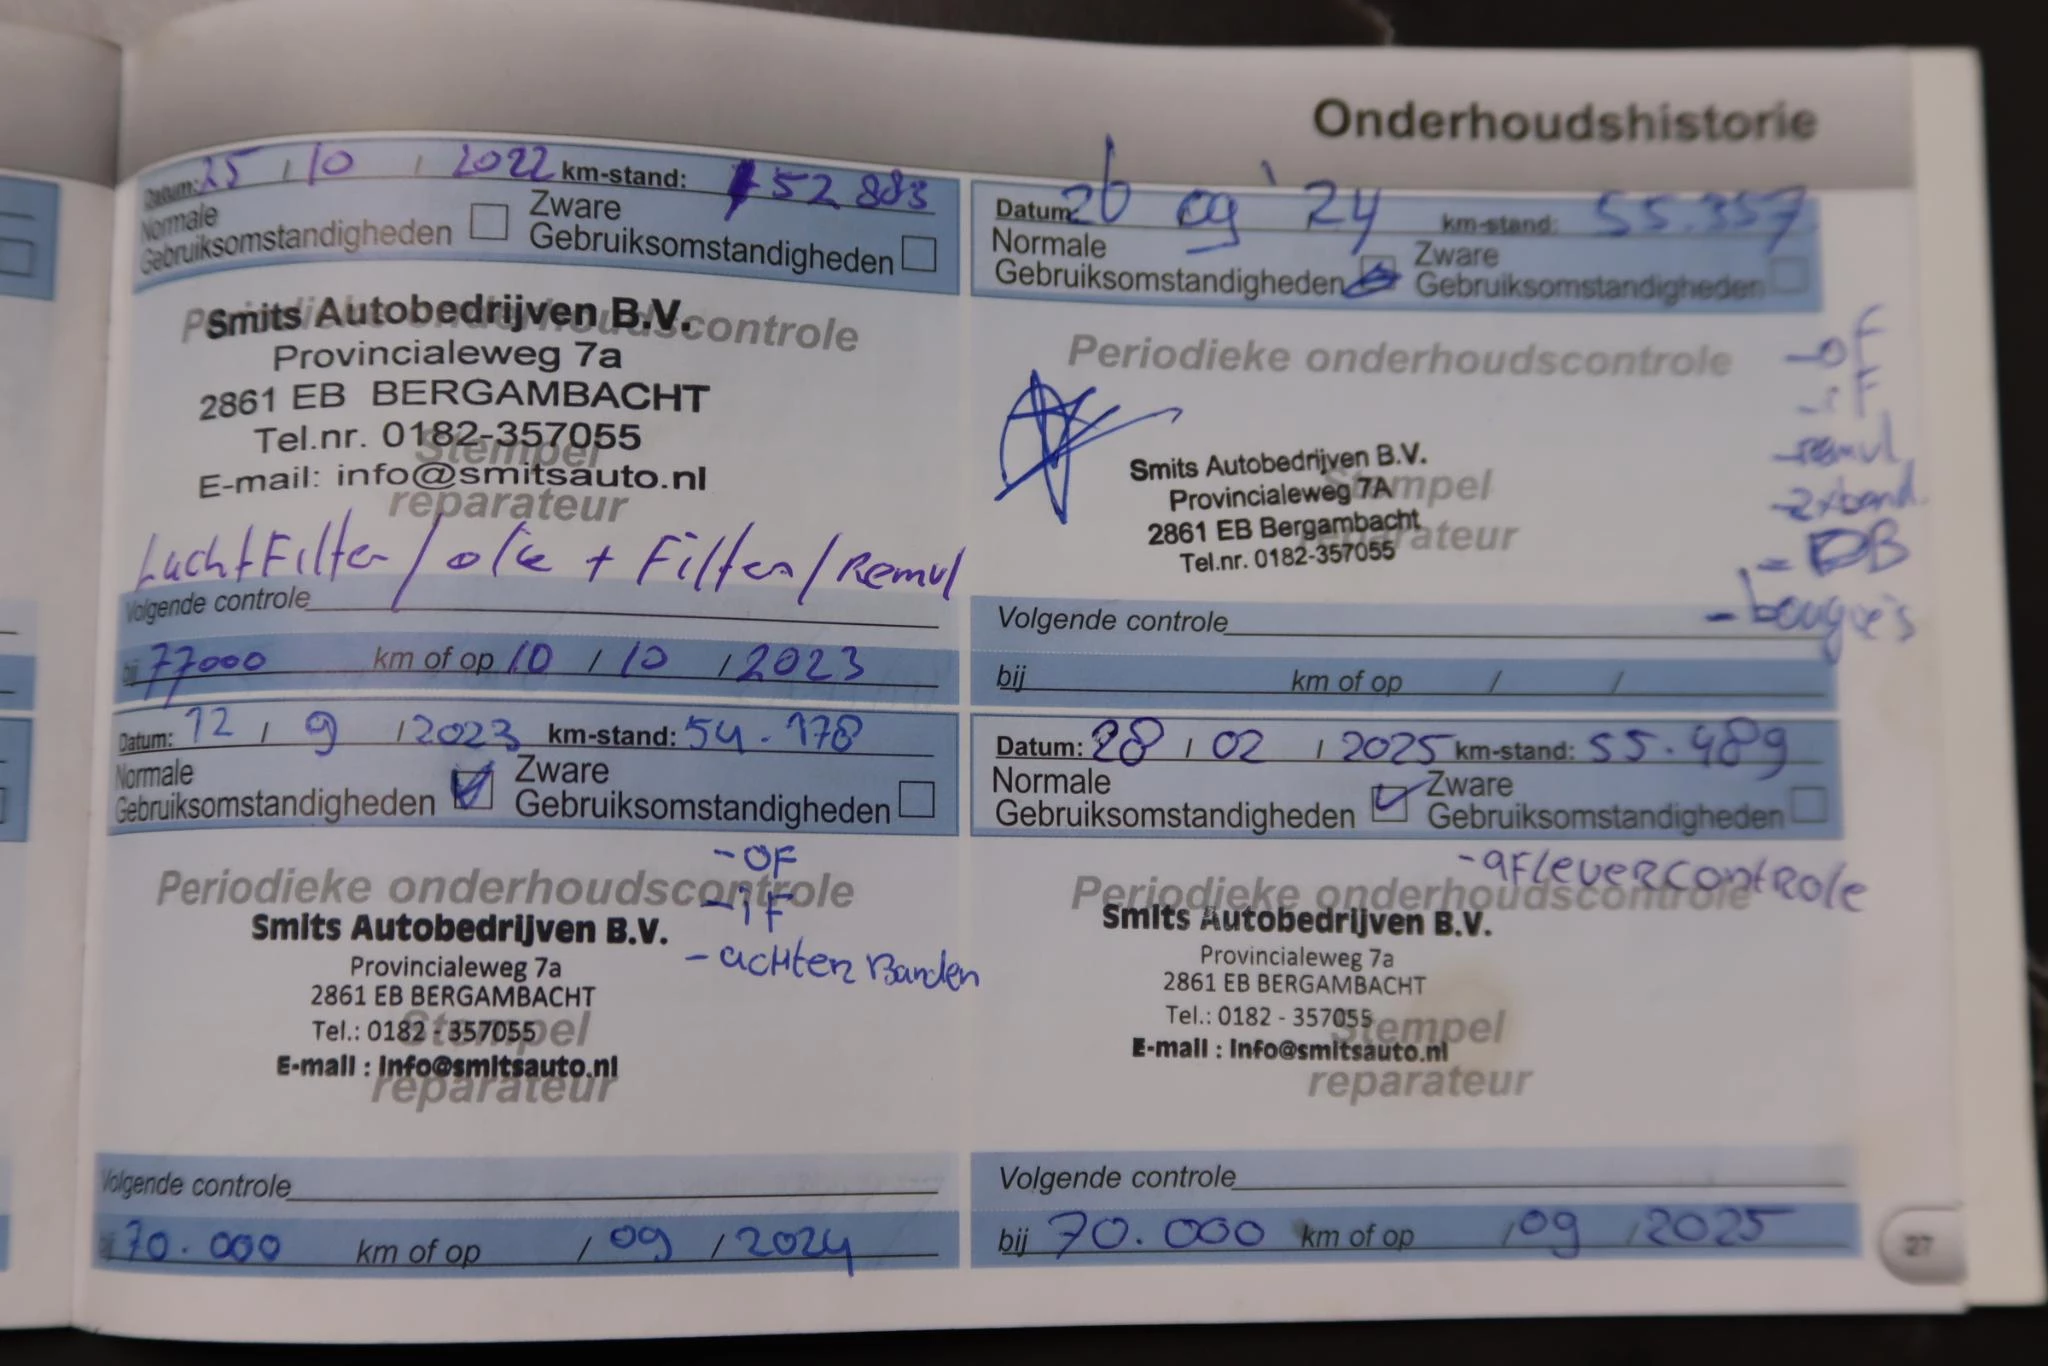 Onderhoudshistorie
Datum: 25 / 10 / 2022 km-stand: 52 883
Normale Gebruiksomstandigheden
Zware Gebruiksomstandigheden
Periodieke onderhoudscontrole
Smits Autobedrijven B.V.
Provincialeweg 7a
2861 EB BERGAMBACHT
Tel.nr. 0182-357055
E-mail: info@smitsauto.nl
Stempel
reparateur
LuchtFilter / olie + Filter / Remvl
Volgende controle
bij 77000 km of op 10 / 10 / 2023
Datum: 12 / 9 / 2023 km-stand: 54.178
Normale Gebruiksomstandigheden
Zware Gebruiksomstandigheden
- OF
Periodieke onderhoudscontrole
- iF
Smits Autobedrijven B.V.
- achter Banden
Provincialeweg 7a
2861 EB BERGAMBACHT
Tel.: 0182 - 357055
Stempel
E-mail : info@smitsauto.nl
reparateur
Volgende controle
70.000 km of op / 09 / 2024
Datum: 26 09 '24 km-stand: 55.357
Normale Gebruiksomstandigheden
Zware Gebruiksomstandigheden
Periodieke onderhoudscontrole
- OF
- iF
- remvl
- 2x band.
- DB
- bougie's
Smits Autobedrijven B.V.
Provincialeweg 7A
2861 EB Bergambacht
Tel.nr. 0182-357055
Stempel
reparateur
Volgende controle
bij km of op / /
Datum: 28 / 02 / 2025 km-stand: 55.489
Normale Gebruiksomstandigheden
Zware Gebruiksomstandigheden
- aflevercontrole
Periodieke onderhoudscontrole
Smits Autobedrijven B.V.
Provincialeweg 7a
2861 EB BERGAMBACHT
Tel.: 0182 - 357055
Stempel
E-mail : info@smitsauto.nl
reparateur
Volgende controle
bij 70.000 km of op / 09 / 2025
27